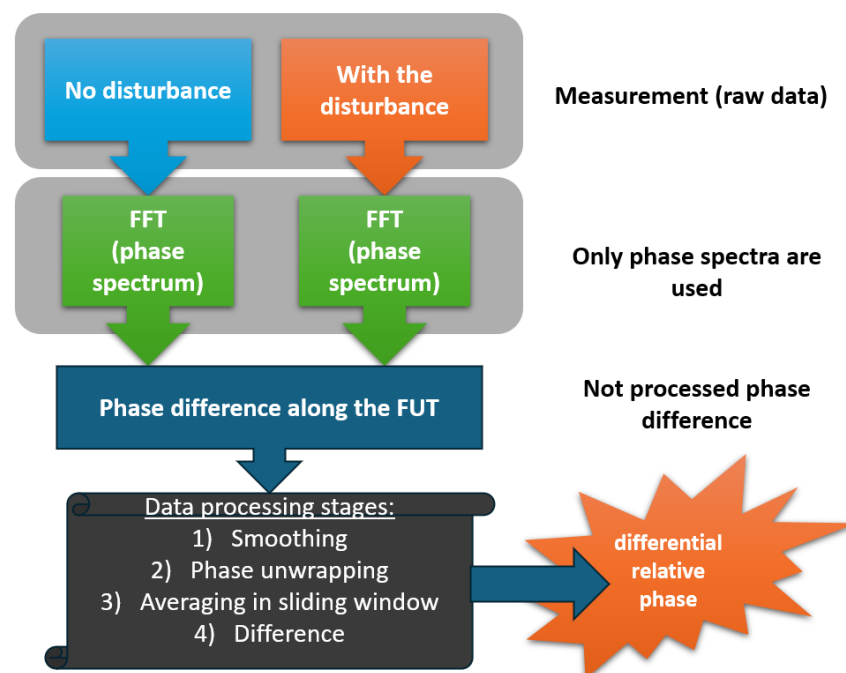 No disturbance
With the
disturbance
Measurement (raw data)
FFT
(phase
spectrum)
FFT
(phase
spectrum)
Only phase spectra are
used
Phase difference along the FUT
Not processed phase
difference
Data processing stages:
1) Smoothing
2) Phase unwrapping
3) Averaging in sliding window
4) Difference
differential
relative
phase